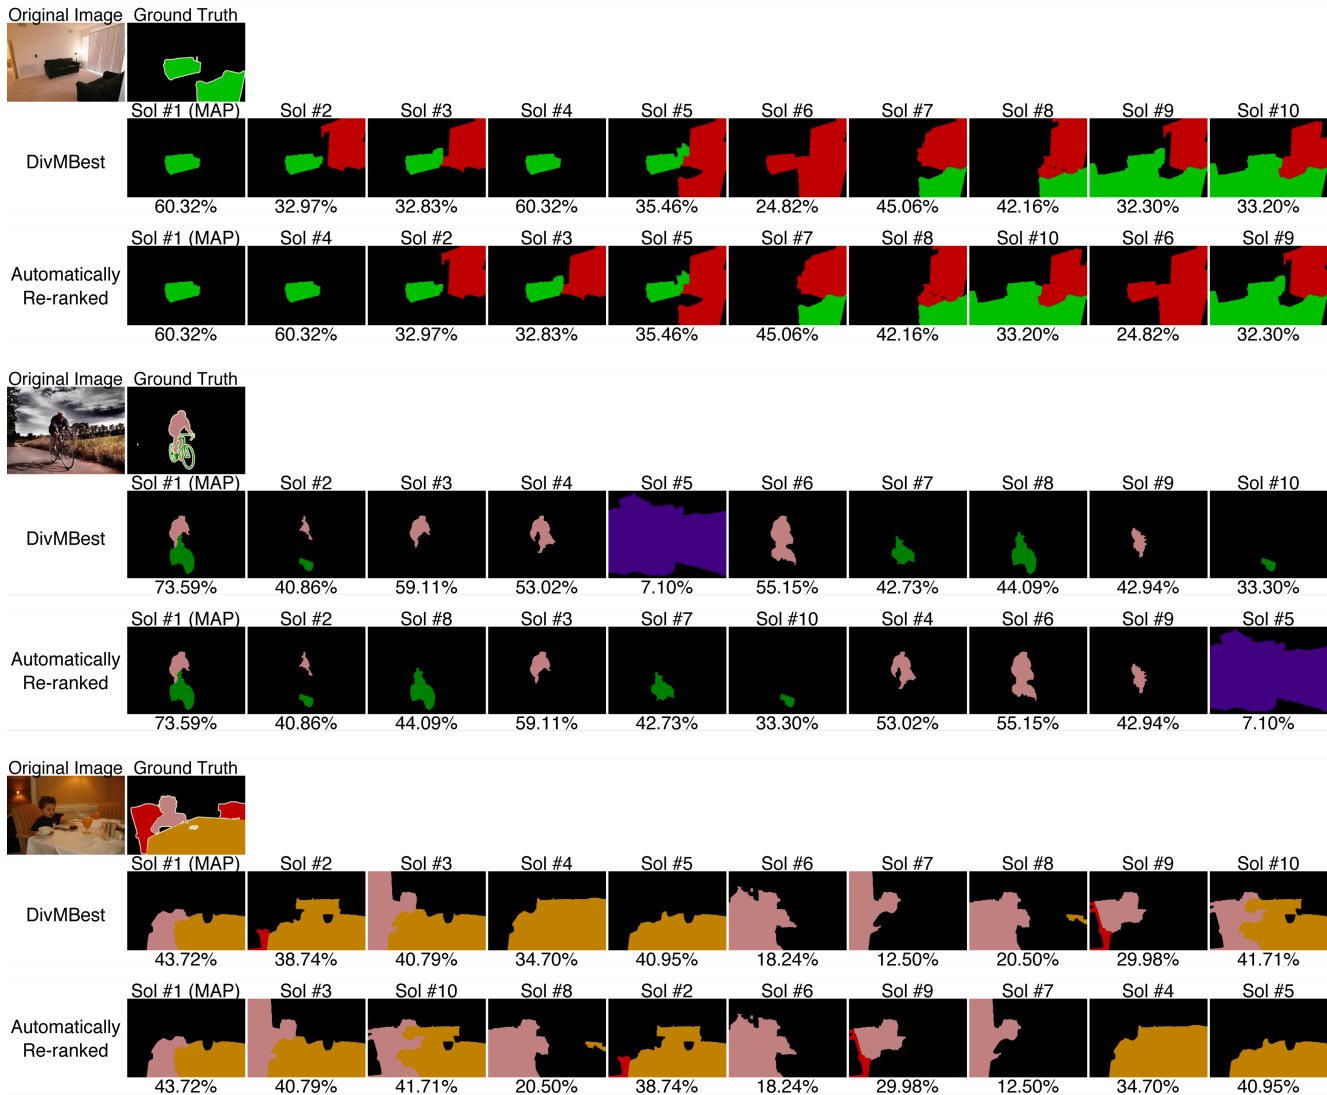 Original Image Ground Truth
Sol #1 (MAP) Sol #2 Sol #3 Sol #4 Sol #5 Sol #6 Sol #7 Sol #8 Sol #9 Sol #10
DivMBest
60.32% 32.97% 32.83% 60.32% 35.46% 24.82% 45.06% 42.16% 32.30% 33.20%
Sol #1 (MAP) Sol #4 Sol #2 Sol #3 Sol #5 Sol #7 Sol #8 Sol #10 Sol #6 Sol #9
Automatically
Re-ranked
60.32% 60.32% 32.97% 32.83% 35.46% 45.06% 42.16% 33.20% 24.82% 32.30%
Original Image Ground Truth
Sol #1 (MAP) Sol #2 Sol #3 Sol #4 Sol #5 Sol #6 Sol #7 Sol #8 Sol #9 Sol #10
DivMBest
73.59% 40.86% 59.11% 53.02% 7.10% 55.15% 42.73% 44.09% 42.94% 33.30%
Sol #1 (MAP) Sol #2 Sol #8 Sol #3 Sol #7 Sol #10 Sol #4 Sol #6 Sol #9 Sol #5
Automatically
Re-ranked
73.59% 40.86% 44.09% 59.11% 42.73% 33.30% 53.02% 55.15% 42.94% 7.10%
Original Image Ground Truth
Sol #1 (MAP) Sol #2 Sol #3 Sol #4 Sol #5 Sol #6 Sol #7 Sol #8 Sol #9 Sol #10
DivMBest
43.72% 38.74% 40.79% 34.70% 40.95% 18.24% 12.50% 20.50% 29.98% 41.71%
Sol #1 (MAP) Sol #3 Sol #10 Sol #8 Sol #2 Sol #6 Sol #9 Sol #7 Sol #4 Sol #5
Automatically
Re-ranked
43.72% 40.79% 41.71% 20.50% 38.74% 18.24% 29.98% 12.50% 34.70% 40.95%